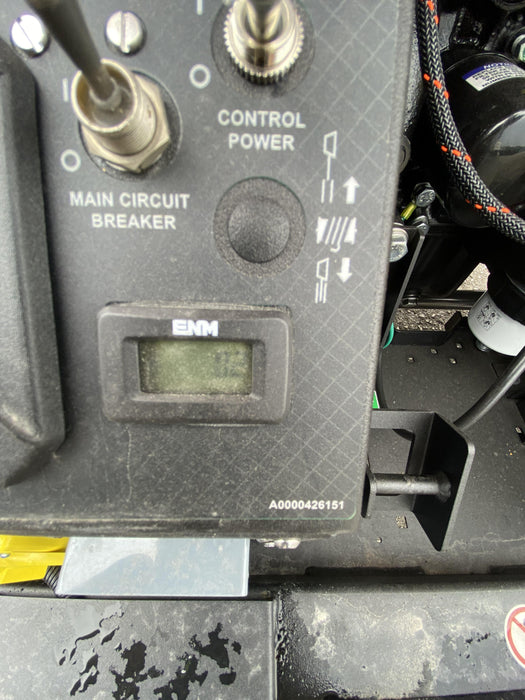 I
O
CONTROL
POWER
I
O
MAIN CIRCUIT
BREAKER
ENM
A0000426151